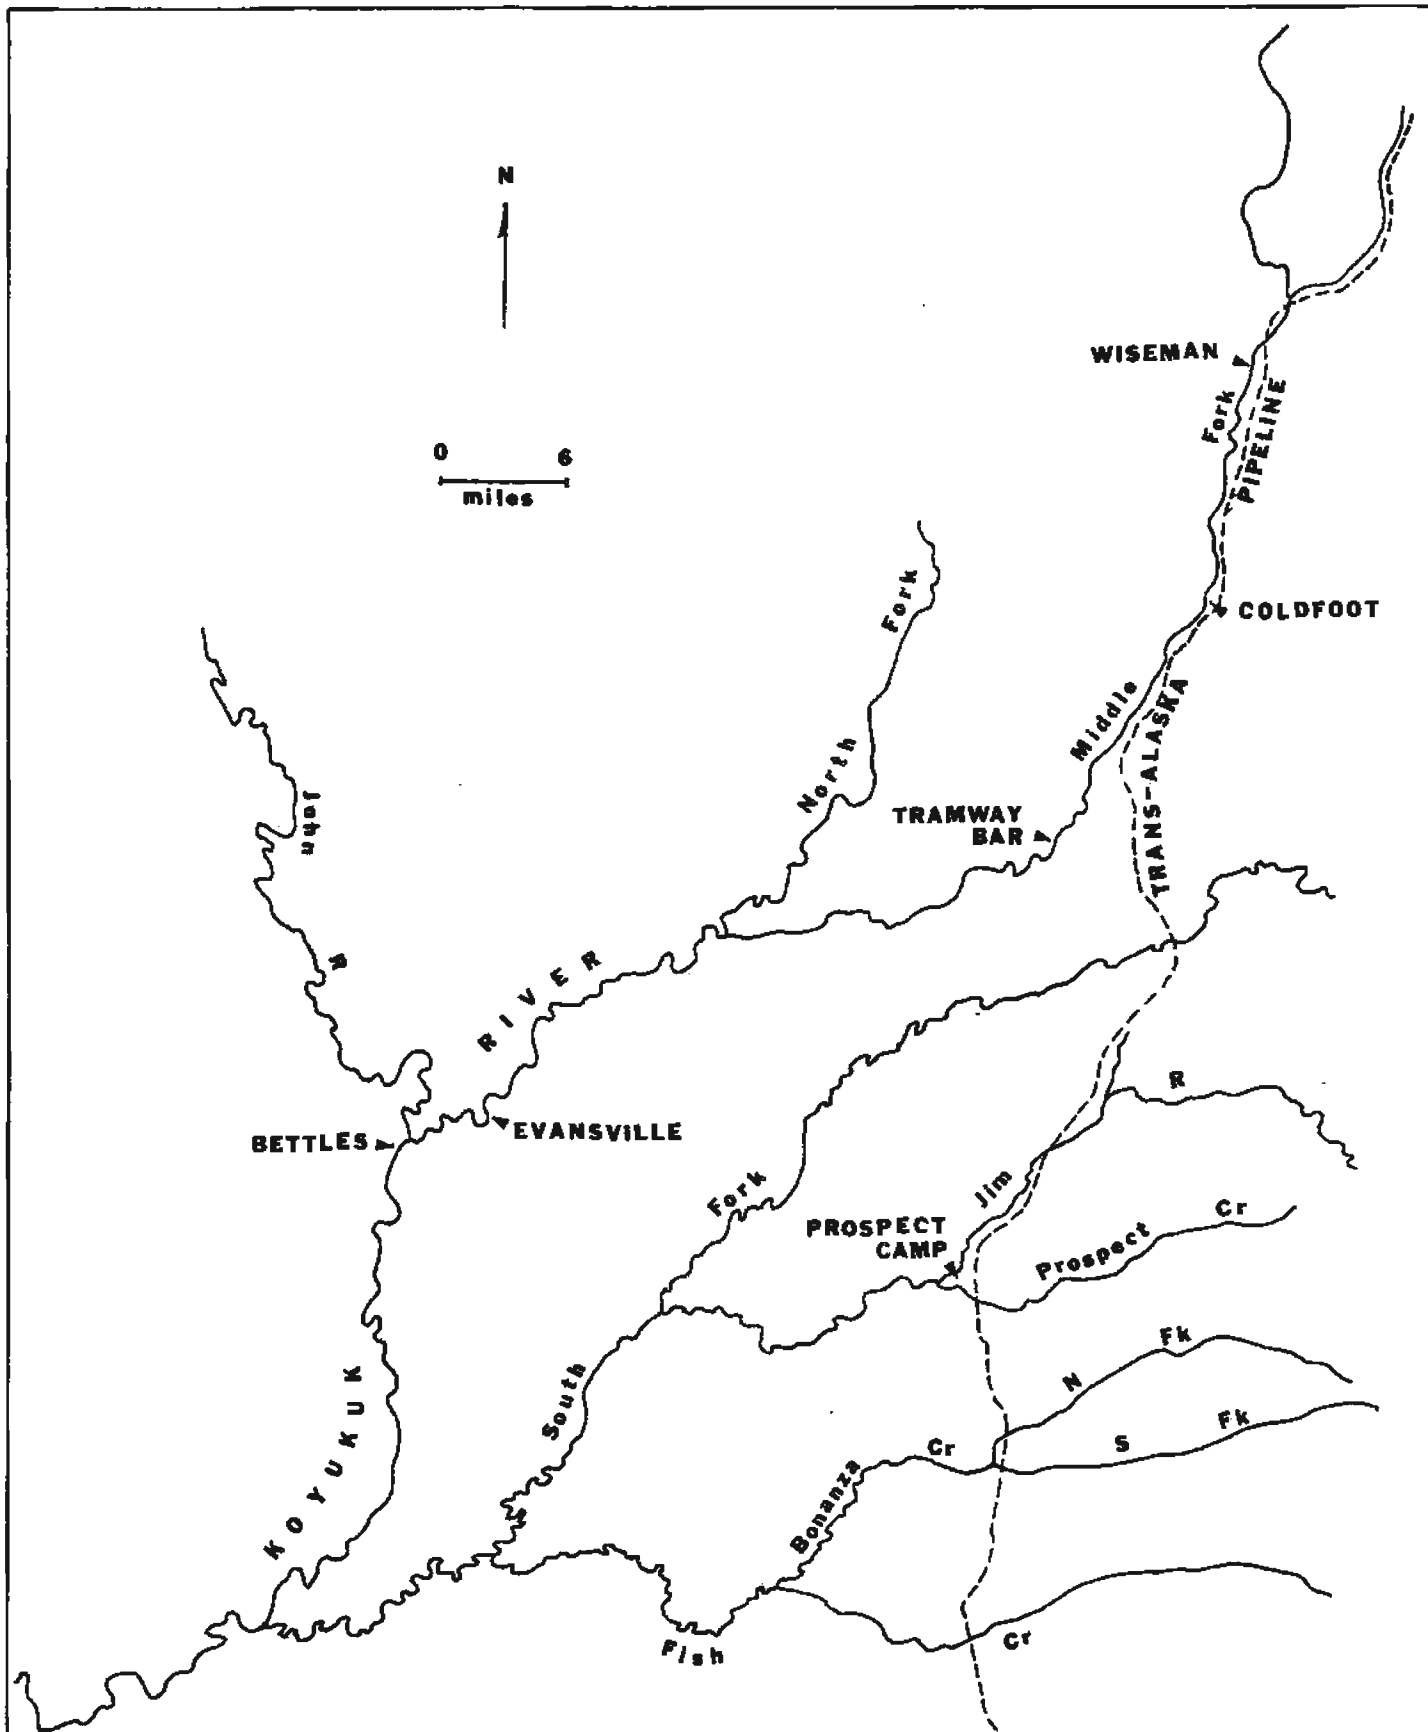 N
WISEMAN
Fork
PIPELINE
0 6
miles
COLDFOOT
Fork
North
Middle
TRANS-ALASKA
John
R
TRAMWAY
BAR
RIVER
BETTLES
EVANSVILLE
R
Jim
Fork
PROSPECT
CAMP
Prospect
Cr
South
KOYUKUK
N
Fk
Bonanza
Cr
S
Fk
Fish
Cr